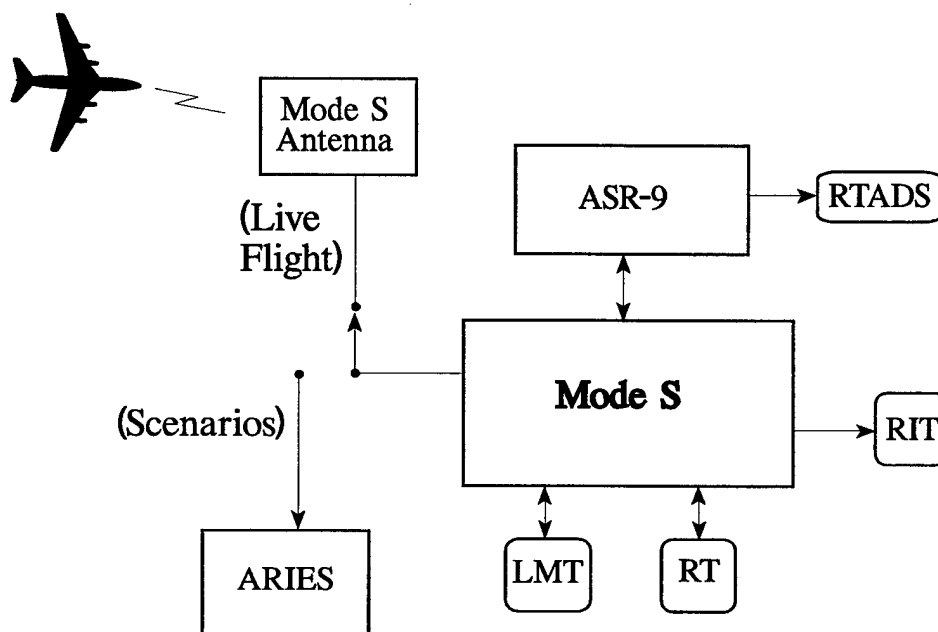 Mode S
Antenna
ASR-9
RTADS
(Live
Flight)
Mode S
(Scenarios)
RIT
LMT
RT
ARIES